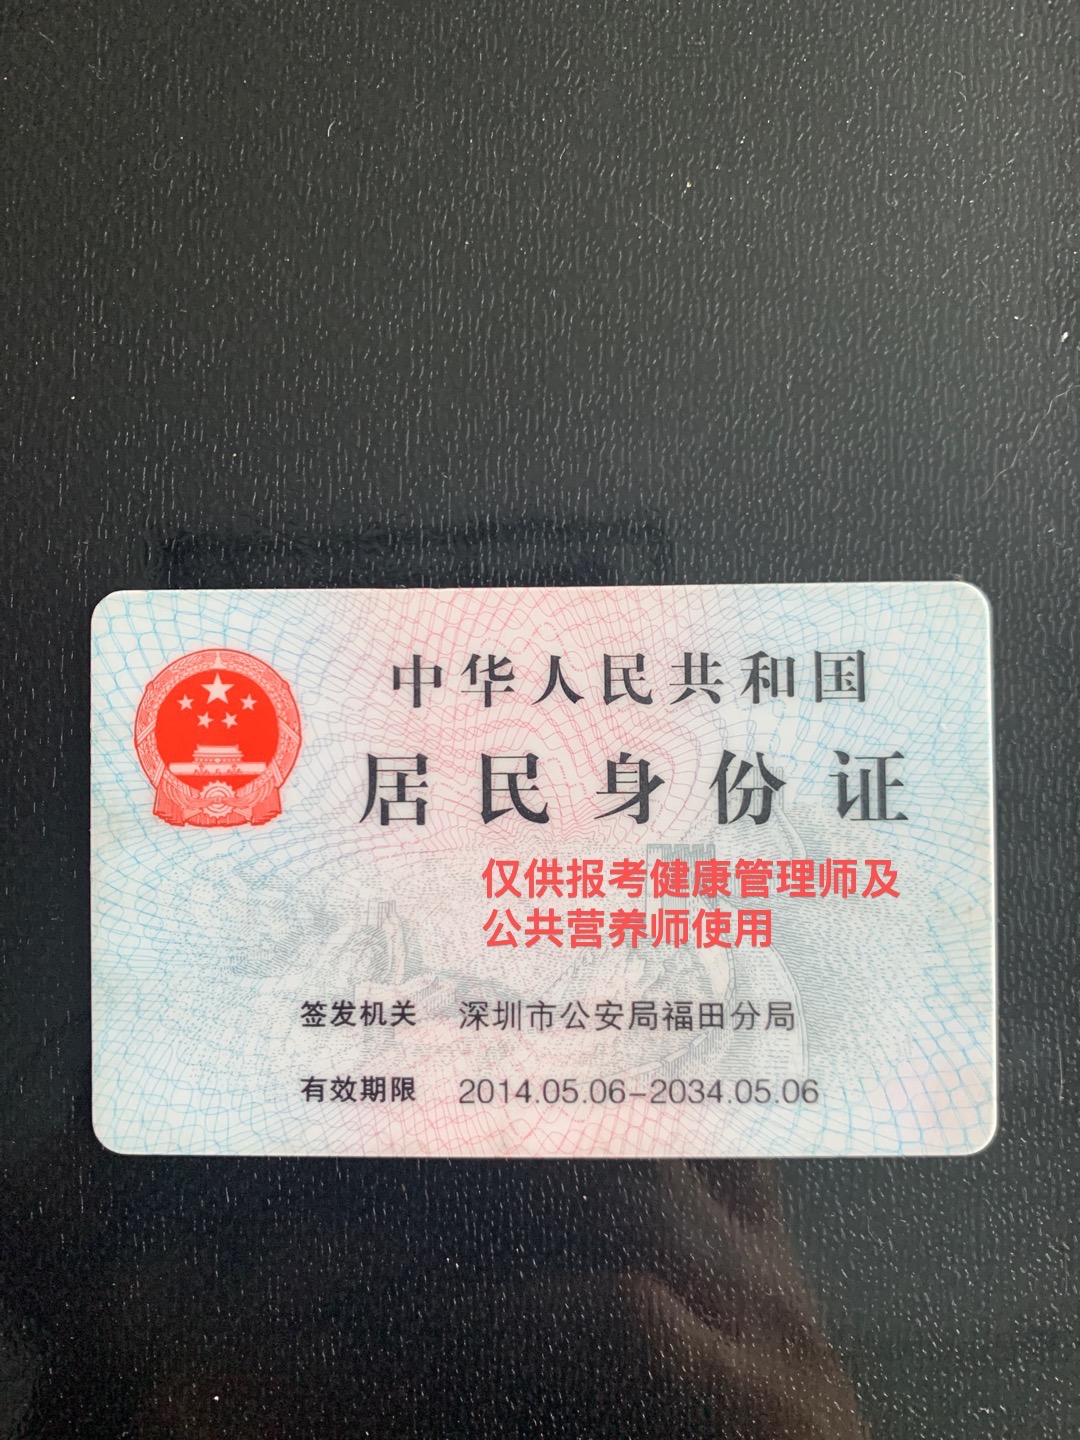 中华人民共和国
居民身份证
仅供报考健康管理师及
公共营养师使用
签发机关 深圳市公安局福田分局
有效期限 2014.05.06-2034.05.06